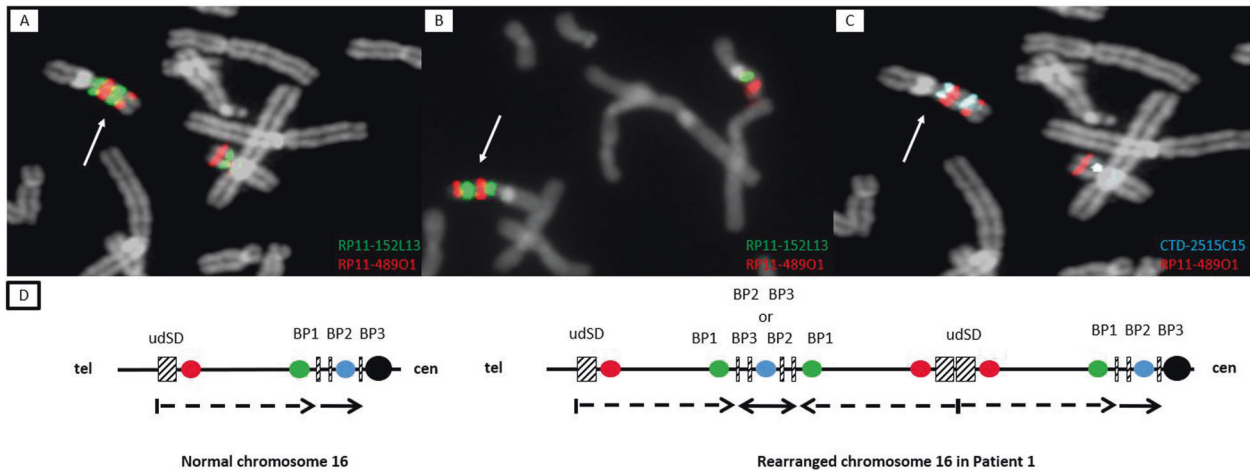 A
B
C
RP11-152L13
RP11-489O1
RP11-152L13
RP11-489O1
CTD-2515C15
RP11-489O1
D
udSD
BP1 BP2 BP3
tel
cen
Normal chromosome 16
BP2 BP3
or
udSD
BP1 BP3 BP2 BP1
udSD
BP1 BP2 BP3
tel
cen
Rearranged chromosome 16 in Patient 1